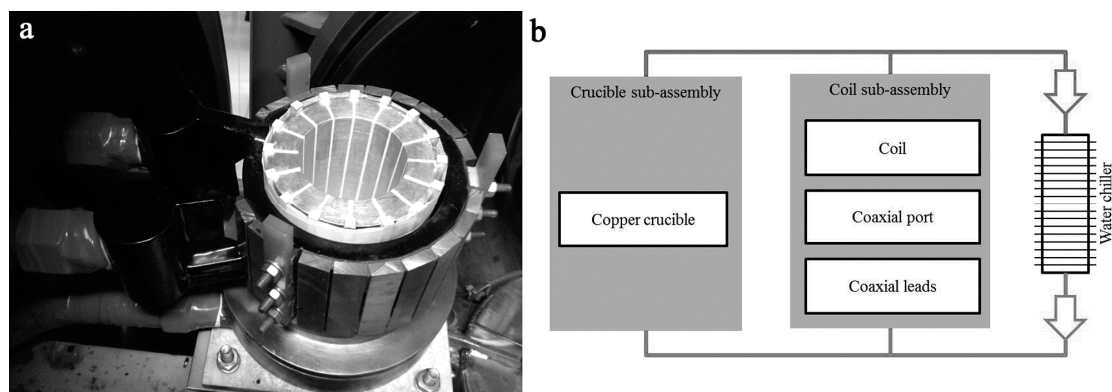 a
b
Crucible sub-assembly
Copper crucible
Coil sub-assembly
Coil
Coaxial port
Coaxial leads
Water chiller